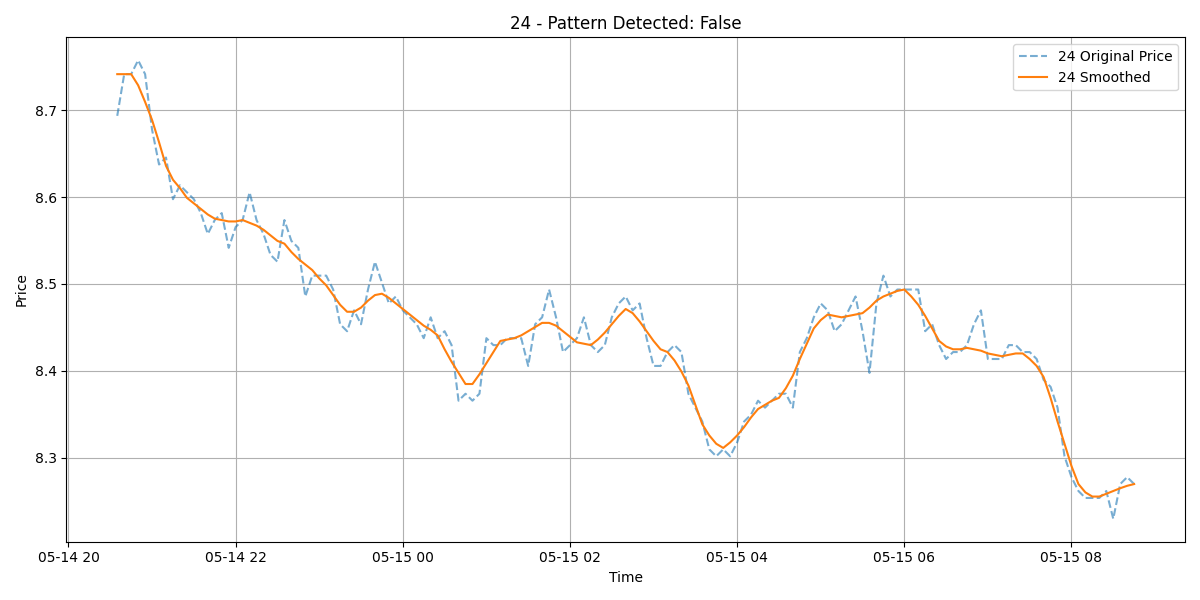 24 - Pattern Detected: False
24 Original Price
24 Smoothed
Price
8.7
8.6
8.5
8.4
8.3
05-14 20
05-14 22
05-15 00
05-15 02
05-15 04
05-15 06
05-15 08
Time